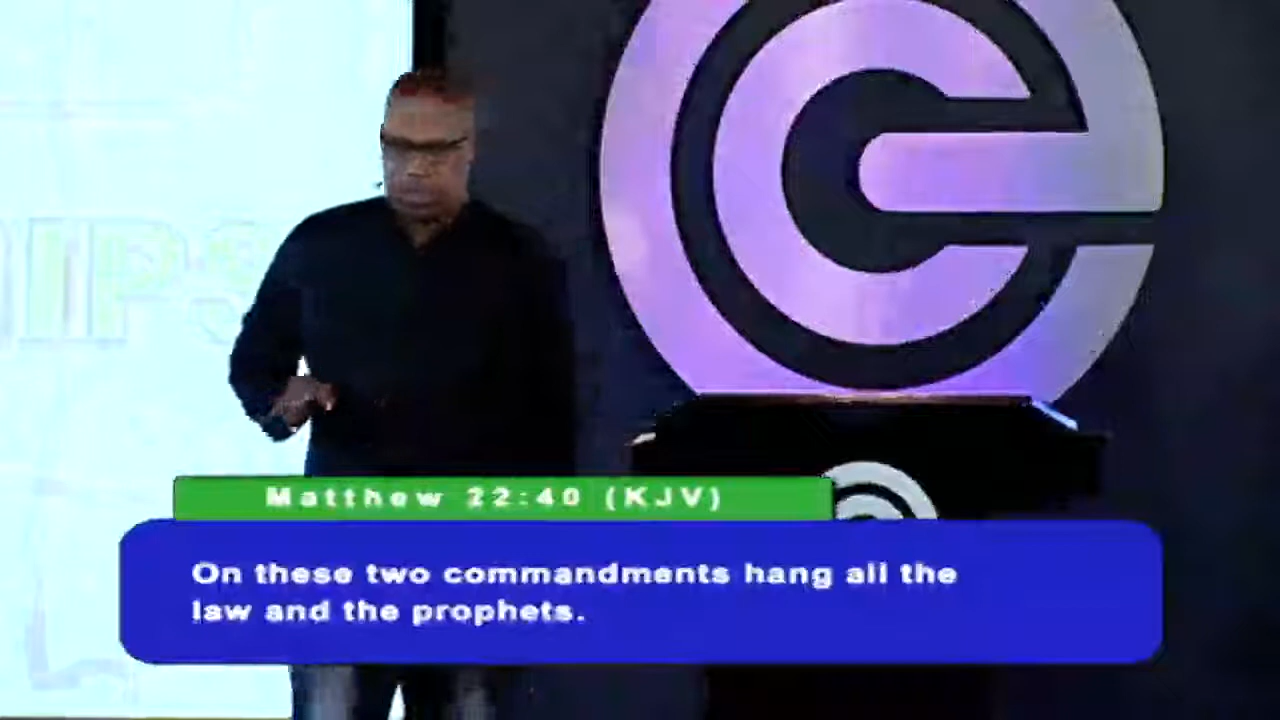 Matthew 22:40 (KJV)
On these two commandments hang all the
law and the prophets.